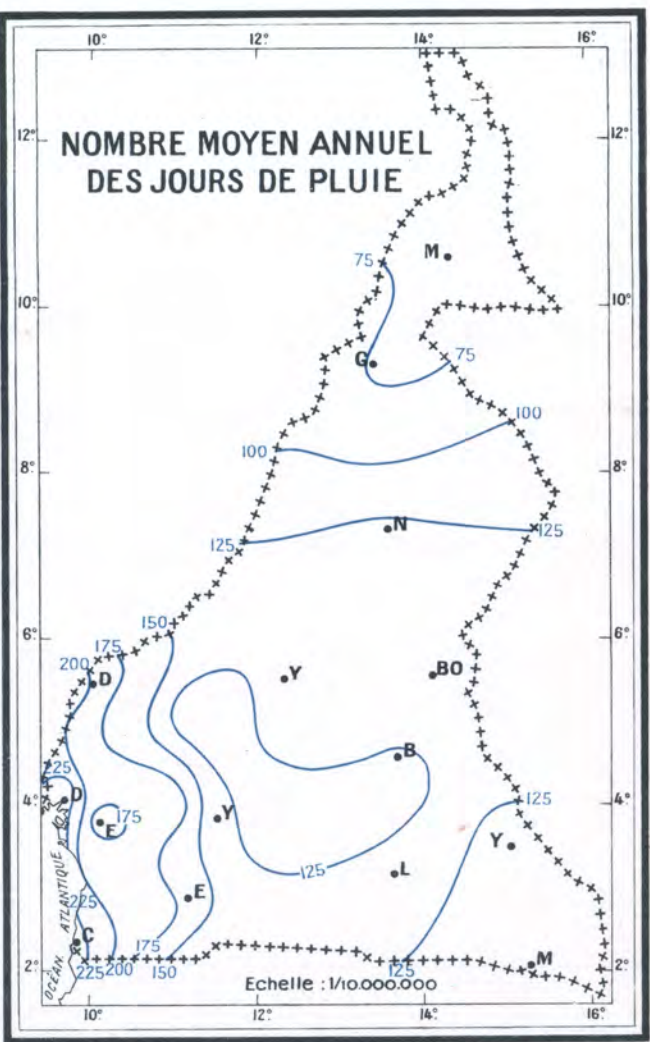 10° 12° 14° 16°
NOMBRE MOYEN ANNUEL
DES JOURS DE PLUIE
12° 12°
M
75
10° 10°
G
75
100
8° 100 8°
N
125 125
150
6° 175 6°
200
D
Y
BO
B
225
4° D 175 125 4°
E
Y
Y
125
L
E
OCÉAN ATLANTIQUE
225
C
175
225 200 150 125
M
2° 2°
Echelle : 1/10.000.000
10° 12° 14° 16°